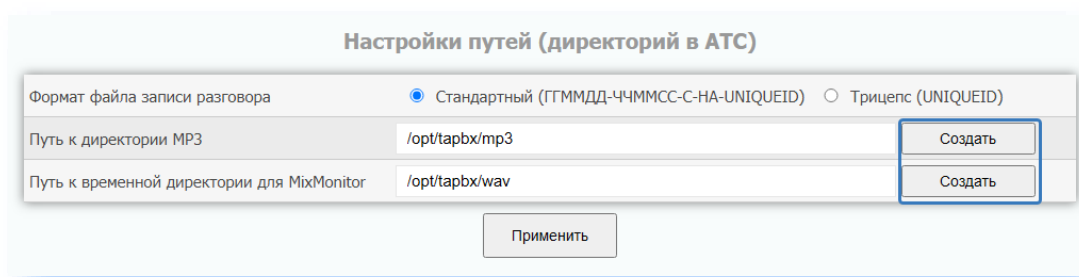 Настройки путей (директорий в АТС)
Формат файла записи разговора Стандартный (ГГММДД-ЧЧММСС-С-НА-UNIQUEID) Трицепс (UNIQUEID)
Путь к директории MP3 /opt/tapbx/mp3 Создать
Путь к временной директории для MixMonitor /opt/tapbx/wav Создать
Применить